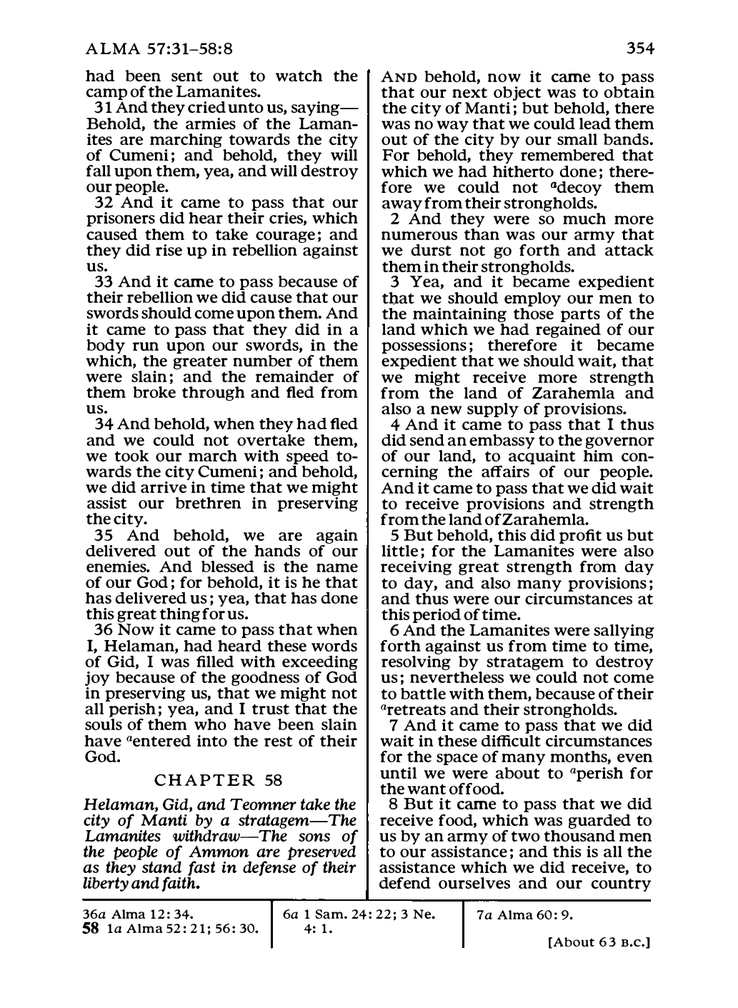 ALMA 57:31–58:8 354
had been sent out to watch the
camp of the Lamanites.
31 And they cried unto us, saying—
Behold, the armies of the Laman-
ites are marching towards the city
of Cumeni; and behold, they will
fall upon them, yea, and will destroy
our people.
32 And it came to pass that our
prisoners did hear their cries, which
caused them to take courage; and
they did rise up in rebellion against
us.
33 And it came to pass because of
their rebellion we did cause that our
swords should come upon them. And
it came to pass that they did in a
body run upon our swords, in the
which, the greater number of them
were slain; and the remainder of
them broke through and fled from
us.
34 And behold, when they had fled
and we could not overtake them,
we took our march with speed to-
wards the city Cumeni; and behold,
we did arrive in time that we might
assist our brethren in preserving
the city.
35 And behold, we are again
delivered out of the hands of our
enemies. And blessed is the name
of our God; for behold, it is he that
has delivered us; yea, that has done
this great thing for us.
36 Now it came to pass that when
I, Helaman, had heard these words
of Gid, I was filled with exceeding
joy because of the goodness of God
in preserving us, that we might not
all perish; yea, and I trust that the
souls of them who have been slain
have aentered into the rest of their
God.
CHAPTER 58
Helaman, Gid, and Teomner take the
city of Manti by a stratagem—The
Lamanites withdraw—The sons of
the people of Ammon are preserved
as they stand fast in defense of their
liberty and faith.
AND behold, now it came to pass
that our next object was to obtain
the city of Manti; but behold, there
was no way that we could lead them
out of the city by our small bands.
For behold, they remembered that
which we had hitherto done; there-
fore we could not adecoy them
away from their strongholds.
2 And they were so much more
numerous than was our army that
we durst not go forth and attack
them in their strongholds.
3 Yea, and it became expedient
that we should employ our men to
the maintaining those parts of the
land which we had regained of our
possessions; therefore it became
expedient that we should wait, that
we might receive more strength
from the land of Zarahemla and
also a new supply of provisions.
4 And it came to pass that I thus
did send an embassy to the governor
of our land, to acquaint him con-
cerning the affairs of our people.
And it came to pass that we did wait
to receive provisions and strength
from the land of Zarahemla.
5 But behold, this did profit us but
little; for the Lamanites were also
receiving great strength from day
to day, and also many provisions;
and thus were our circumstances at
this period of time.
6 And the Lamanites were sallying
forth against us from time to time,
resolving by stratagem to destroy
us; nevertheless we could not come
to battle with them, because of their
aretreats and their strongholds.
7 And it came to pass that we did
wait in these difficult circumstances
for the space of many months, even
until we were about to aperish for
the want of food.
8 But it came to pass that we did
receive food, which was guarded to
us by an army of two thousand men
to our assistance; and this is all the
assistance which we did receive, to
defend ourselves and our country
36a Alma 12:34.
58 1a Alma 52:21; 56:30.
6a 1 Sam. 24:22; 3 Ne.
4:1.
7a Alma 60:9.
[About 63 B.C.]